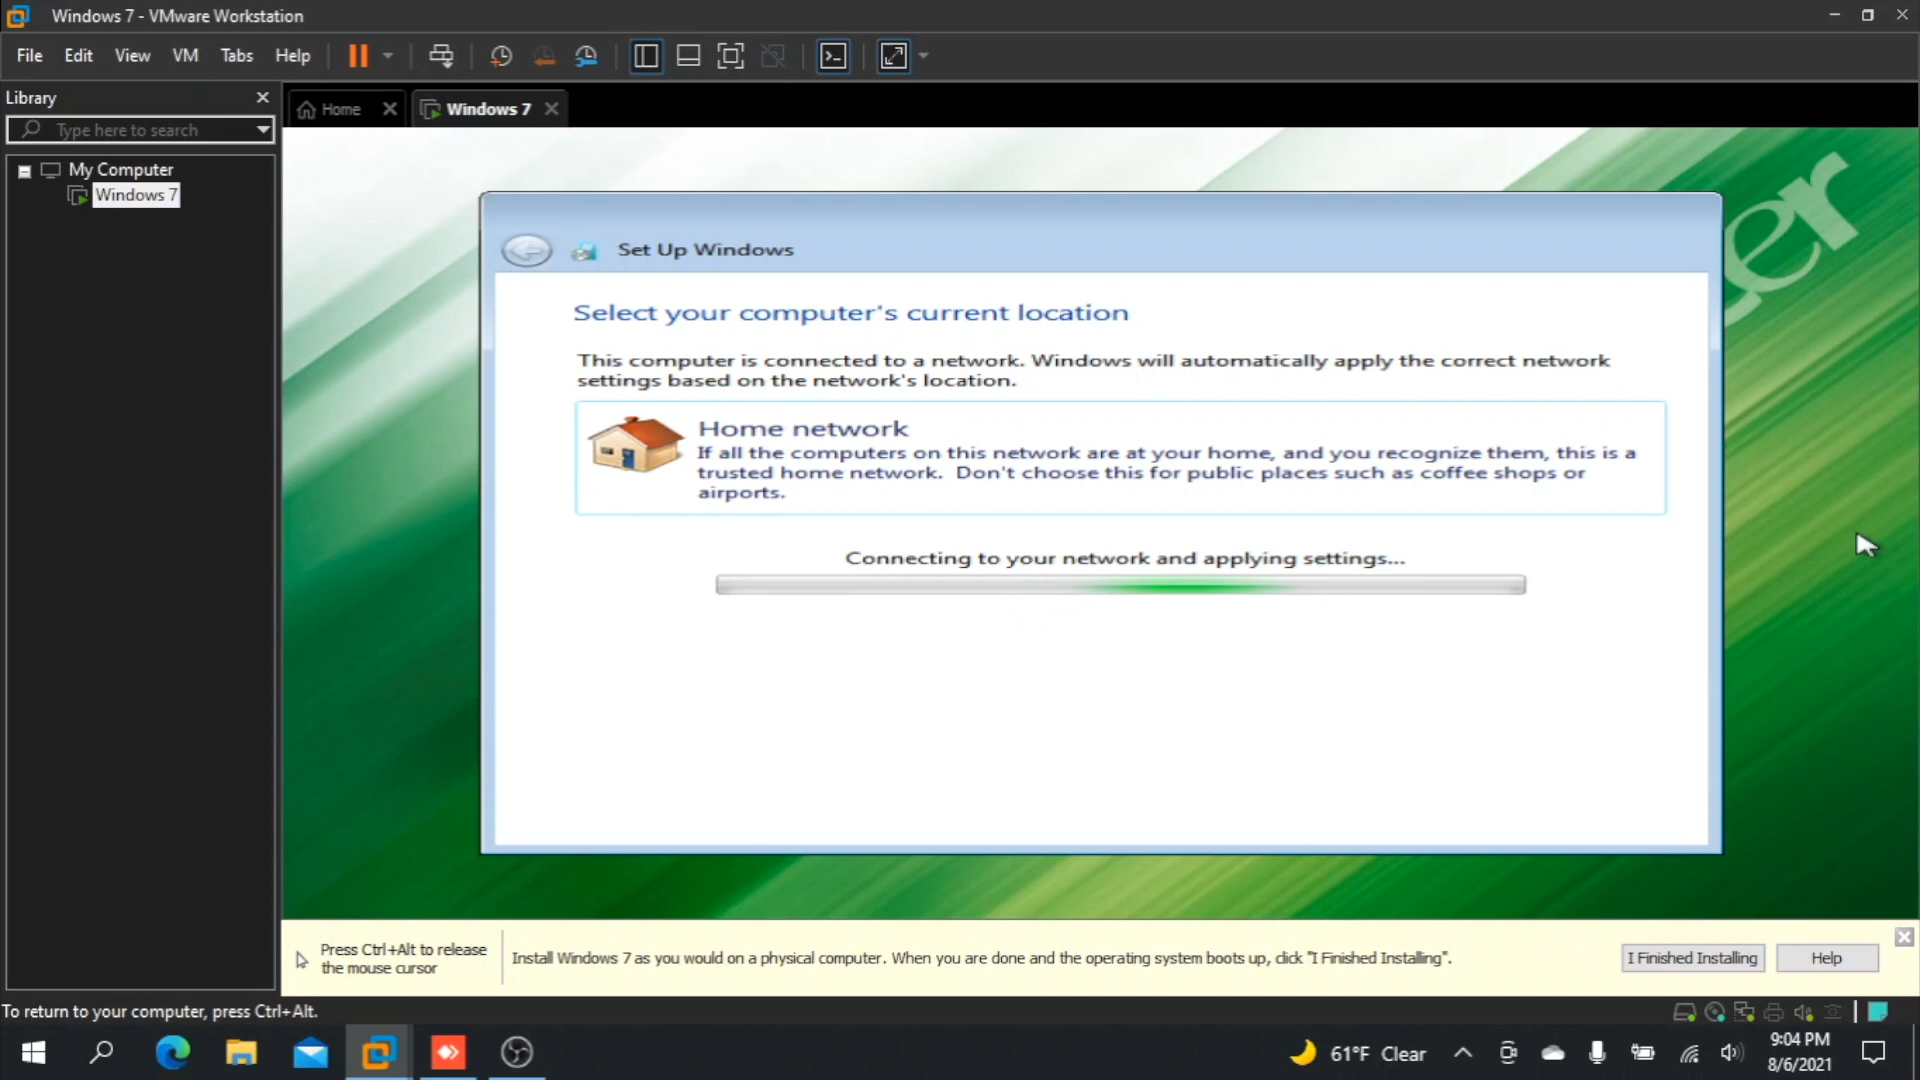 Windows 7 - VMware Workstation
File Edit View VM Tabs Help
Library
Home
Windows 7
Type here to search
My Computer
Windows 7
er
Set Up Windows
Select your computer's current location
This computer is connected to a network. Windows will automatically apply the correct network
settings based on the network's location.
Home network
If all the computers on this network are at your home, and you recognize them, this is a
trusted home network. Don't choose this for public places such as coffee shops or
airports.
Connecting to your network and applying settings...
Press Ctrl+Alt to release
the mouse cursor
Install Windows 7 as you would on a physical computer. When you are done and the operating system boots up, click "I Finished Installing".
I Finished Installing
Help
To return to your computer, press Ctrl+Alt.
61°F Clear
9:04 PM
8/6/2021